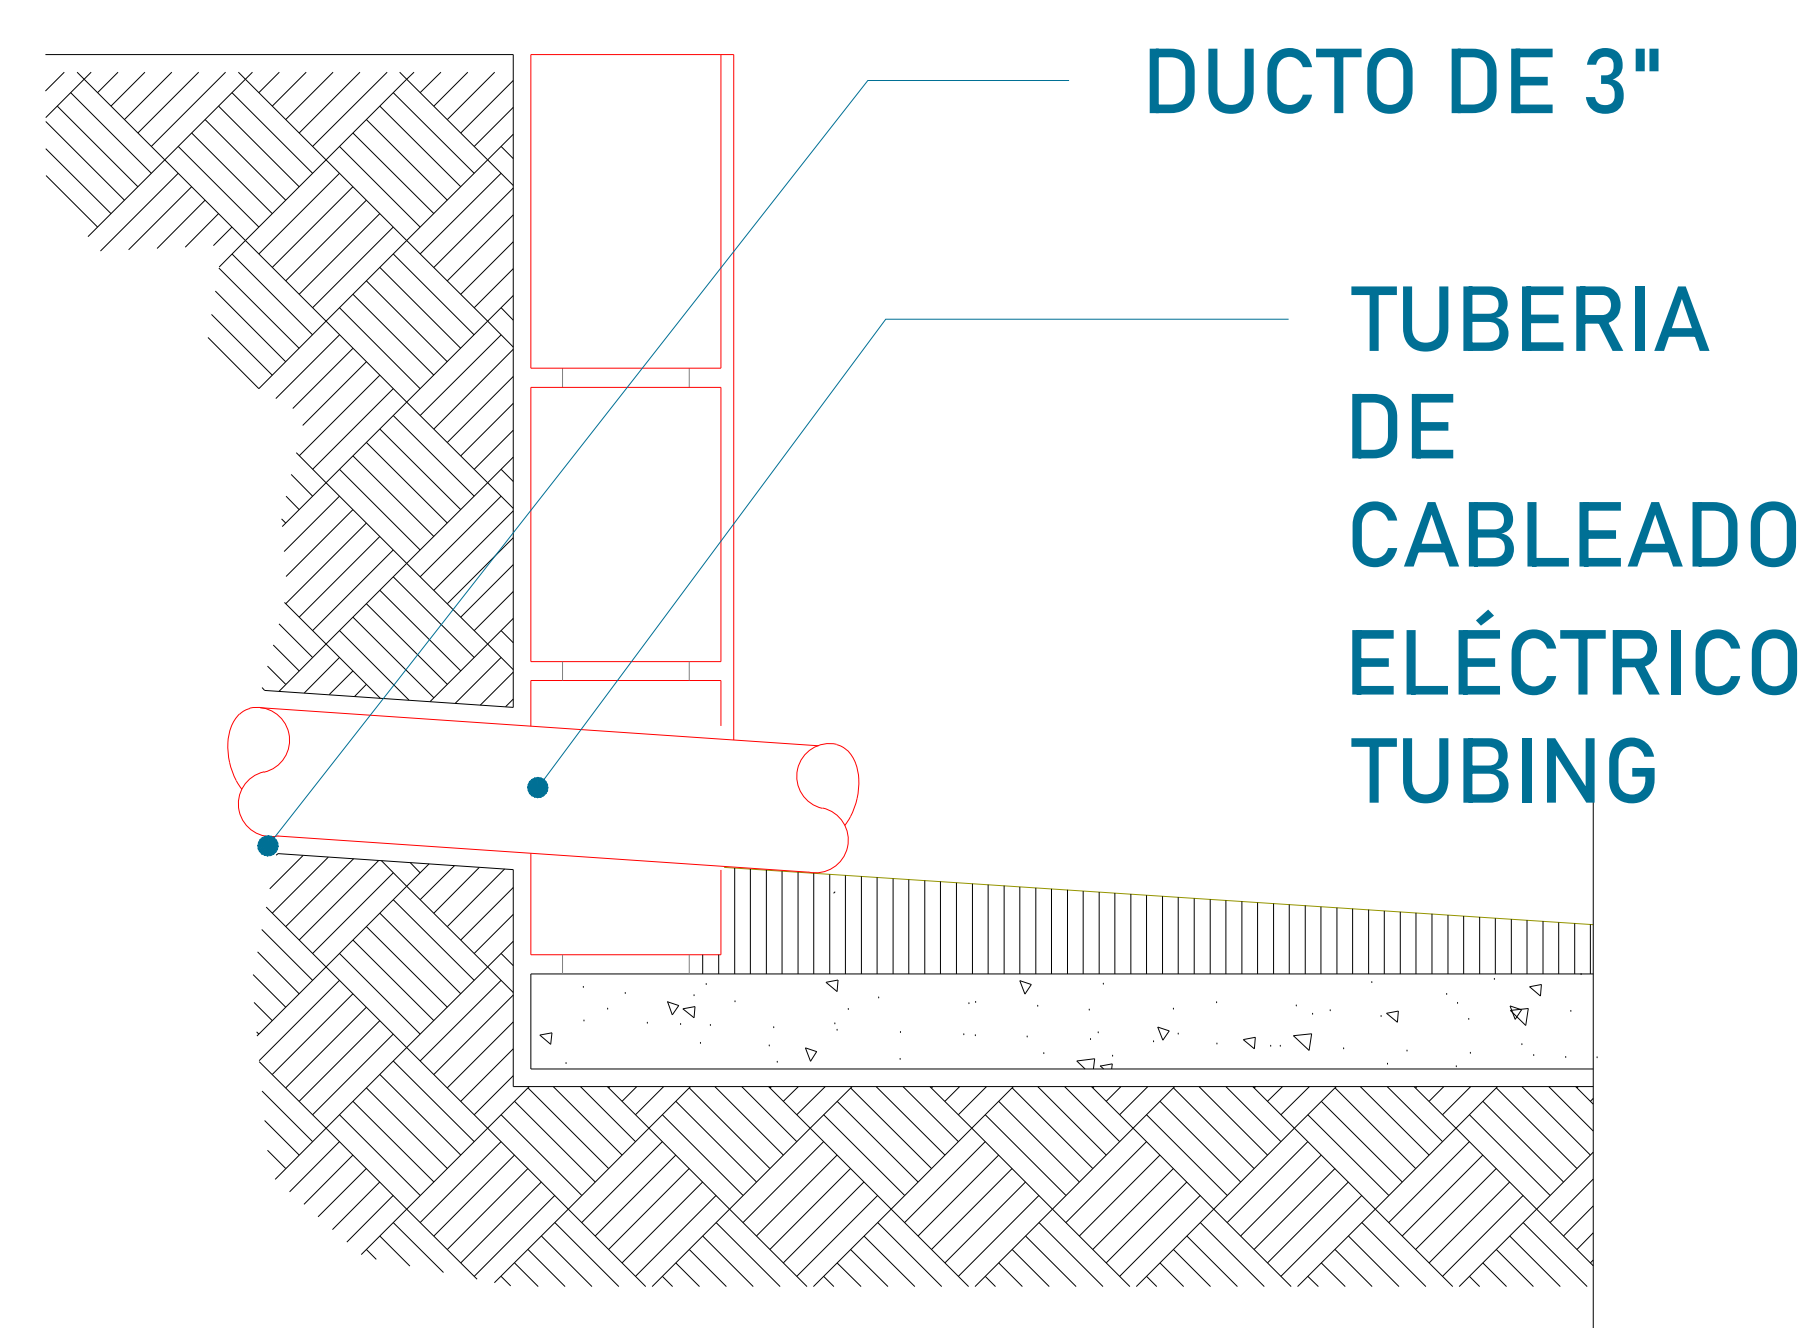 DUCTO DE 3"
TUBERIA
DE
CABLEADO
ELÉCTRICO
TUBING